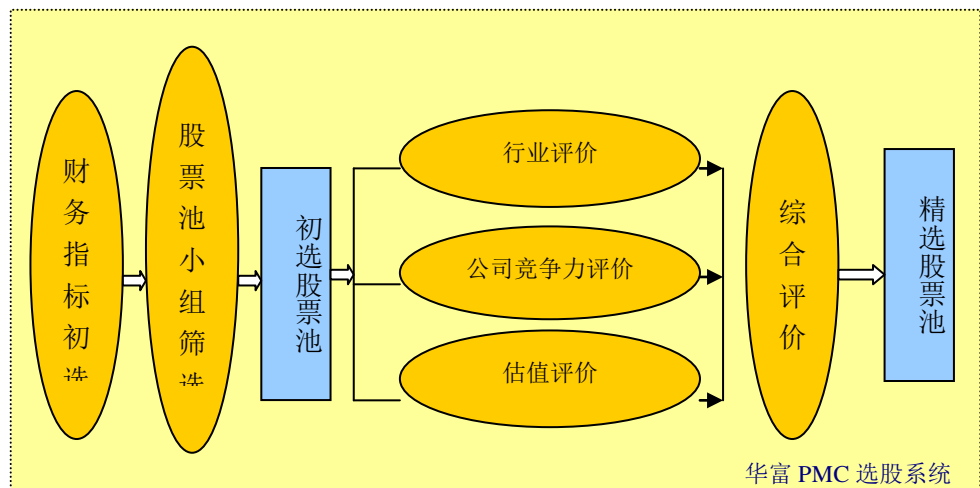 财务指标初选
股票池小组筛选
初选股票池
行业评价
公司竞争力评价
估值评价
综合评价
精选股票池
华富 PMC 选股系统